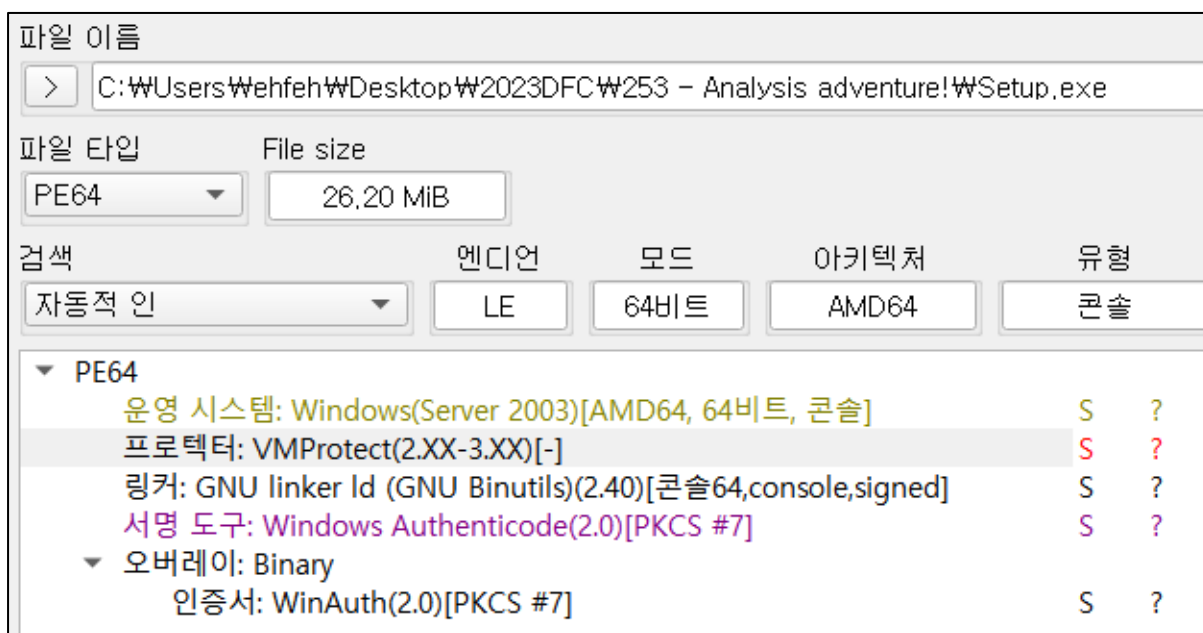 파일 이름
> C:₩Users₩ehfeh₩Desktop₩2023DFC₩253 - Analysis adventure!₩Setup.exe
파일 타입 File size
PE64 26,20 MiB
검색 엔디언 모드 아키텍처 유형
자동적 인 LE 64비트 AMD64 콘솔
PE64
운영 시스템: Windows(Server 2003)[AMD64, 64비트, 콘솔] S ?
프로텍터: VMProtect(2.XX-3.XX)[-] S ?
링커: GNU linker ld (GNU Binutils)(2.40)[콘솔64,console,signed] S ?
서명 도구: Windows Authenticode(2.0)[PKCS #7] S ?
오버레이: Binary
인증서: WinAuth(2.0)[PKCS #7] S ?